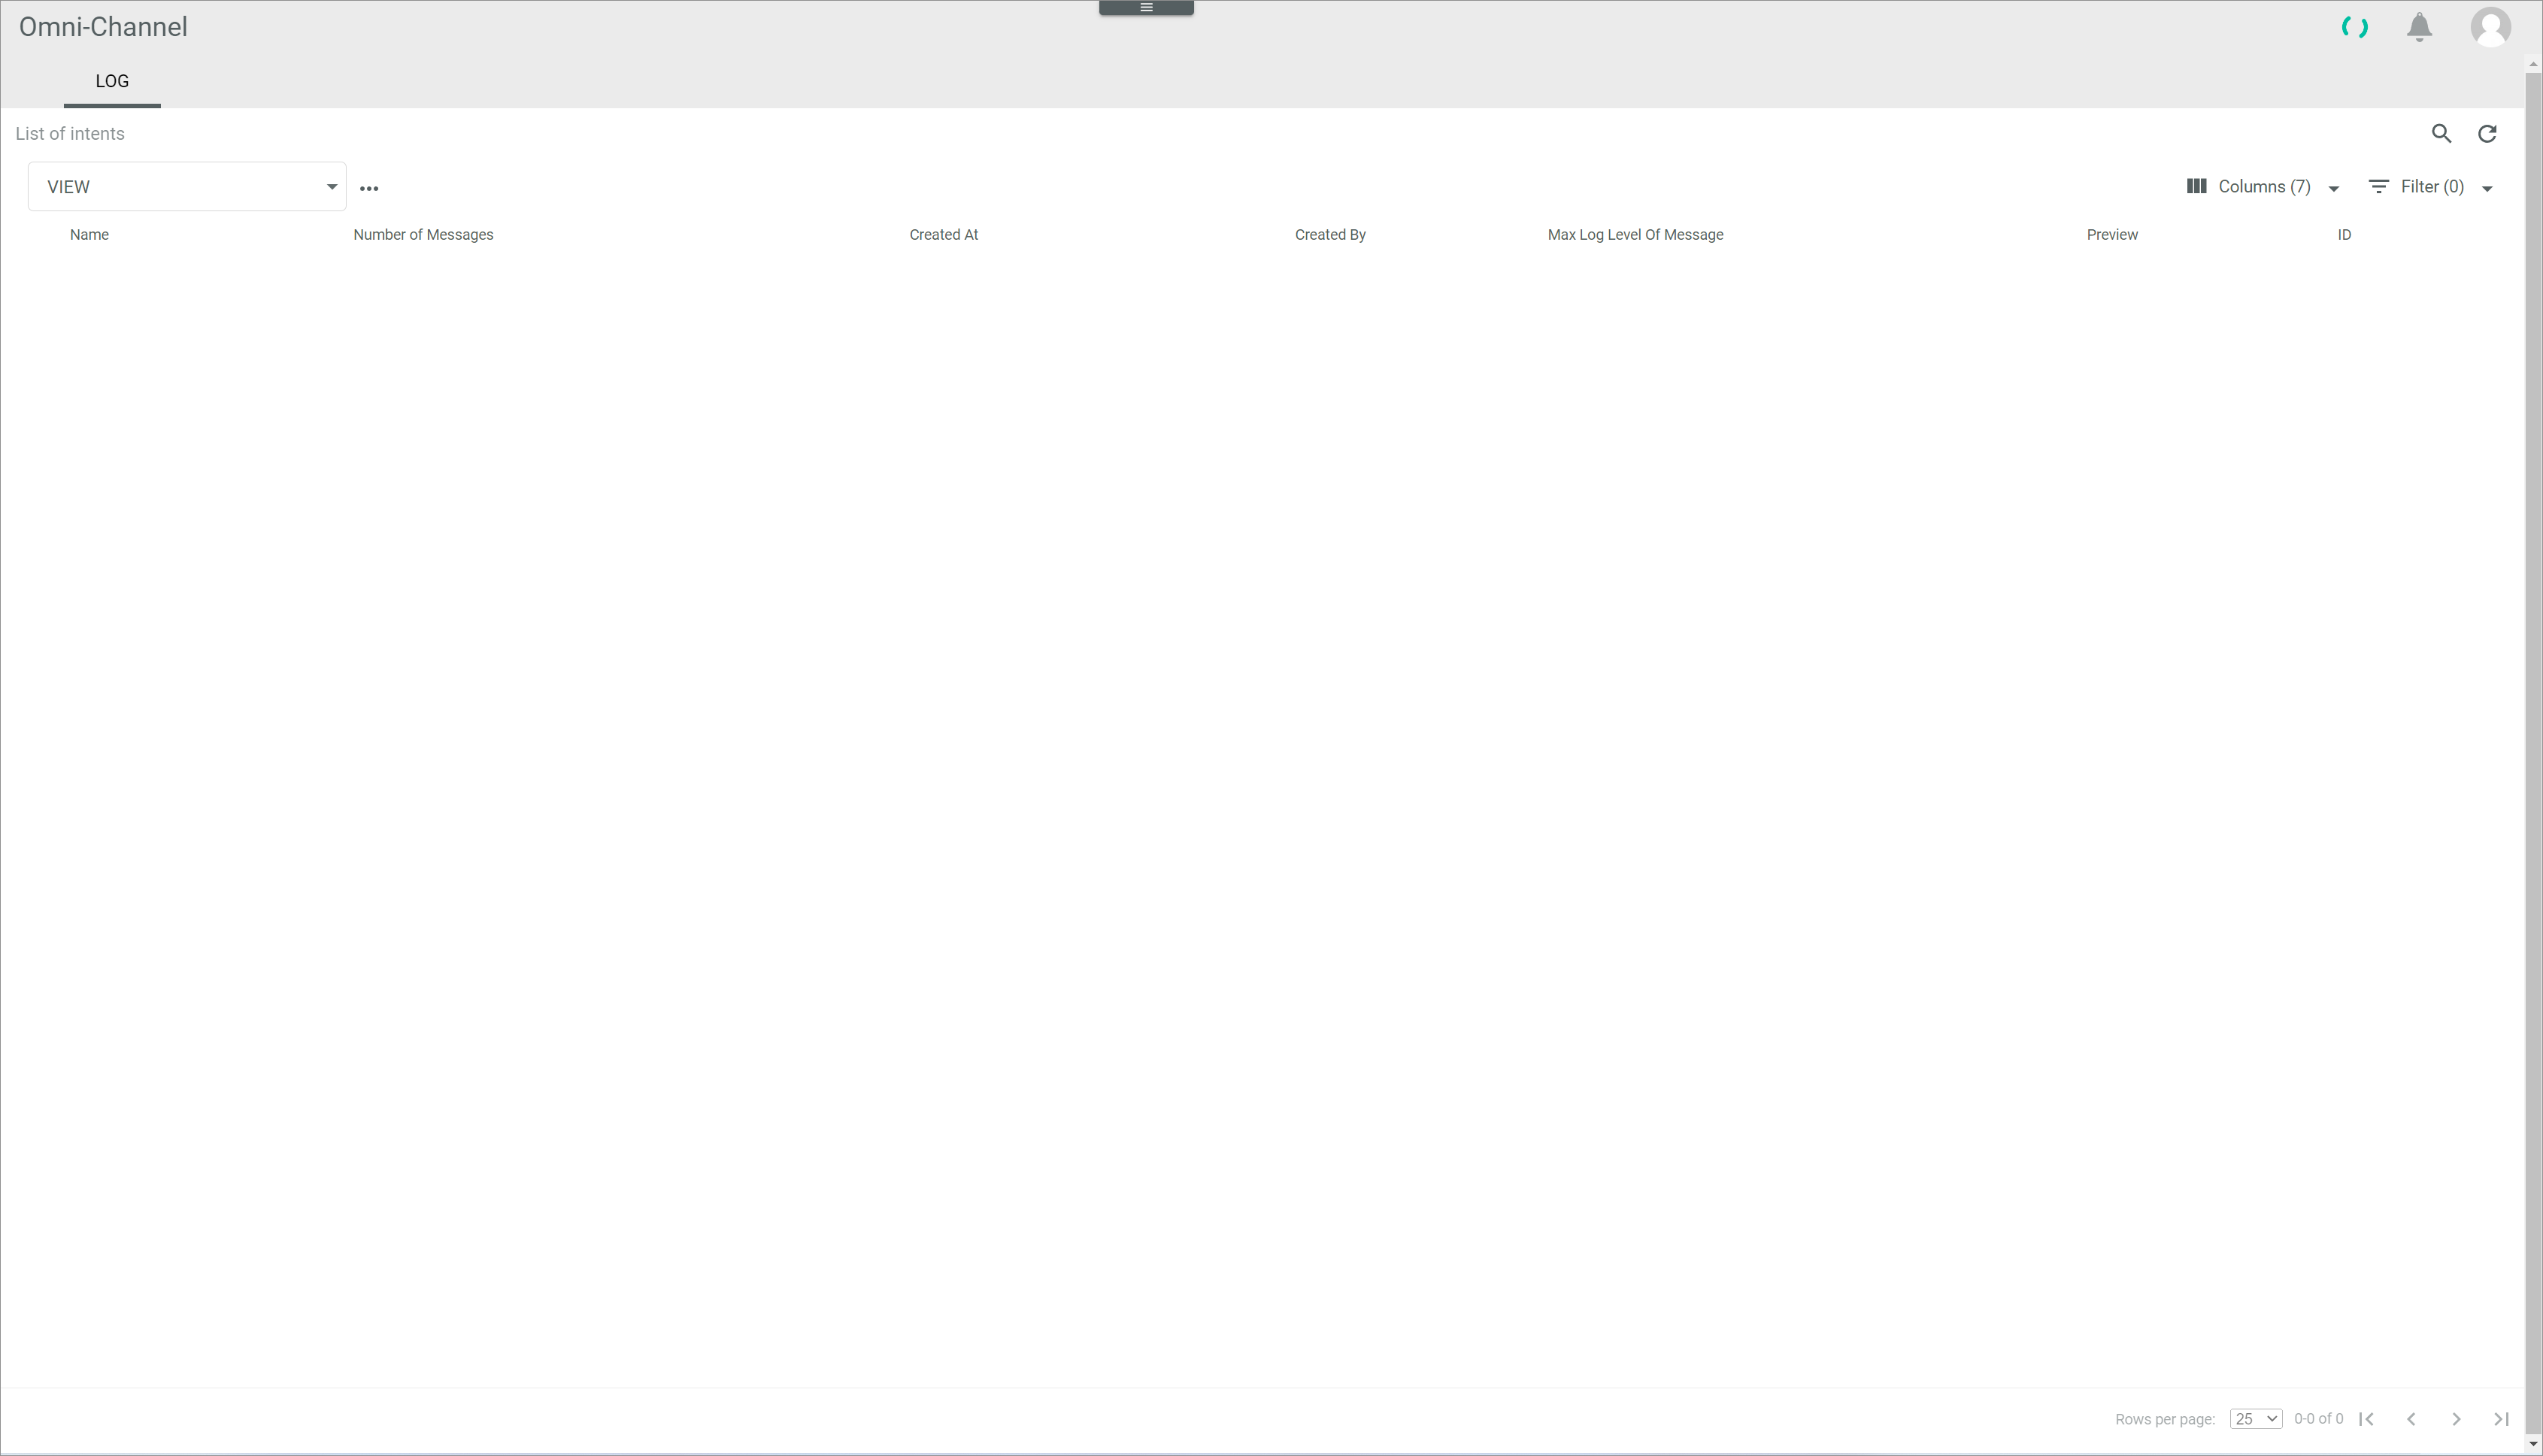 Omni-Channel
LOG
List of intents
VIEW
Columns (7)
Filter (0)
Name Number of Messages Created At Created By Max Log Level Of Message Preview ID
Rows per page: 25 0-0 of 0